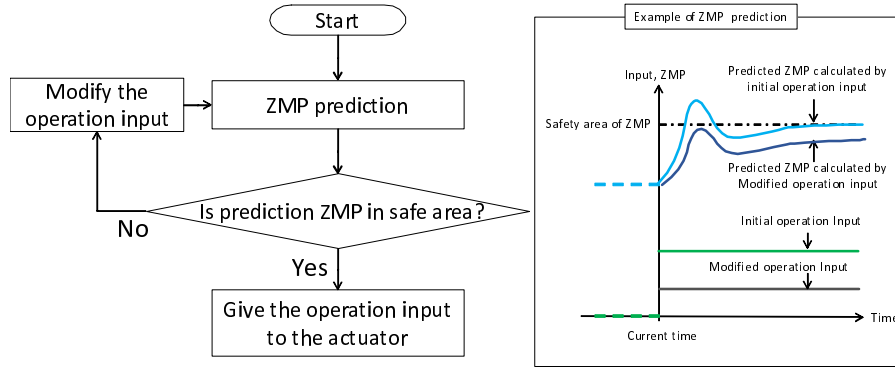 Start
Modify the
operation input
ZMP prediction
Is prediction ZMP in safe area?
No
Yes
Give the operation input
to the actuator
Example of ZMP prediction
Input, ZMP
Predicted ZMP calculated by
initial operation input
Safety area of ZMP
Predicted ZMP calculated by
Modified operation input
Initial operation Input
Modified operation Input
Time
Current time